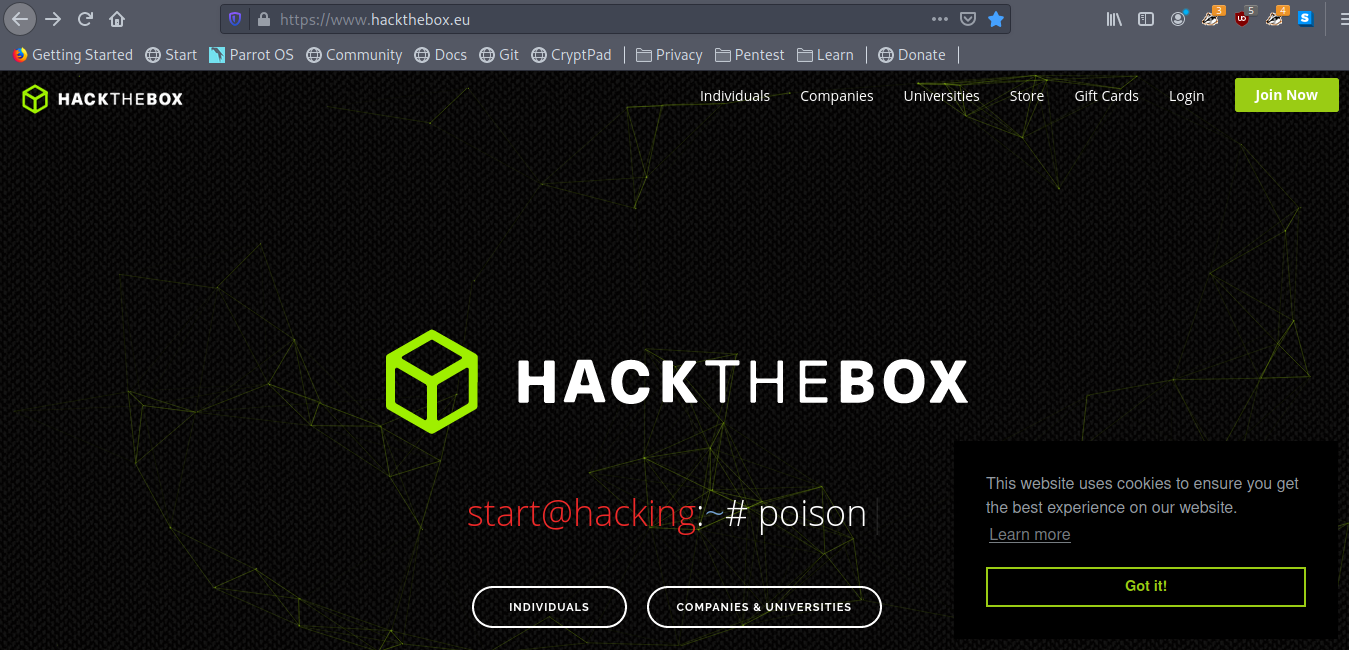 https://www.hackthebox.eu
3
5
4
Getting Started Start Parrot OS Community Docs Git CryptPad Privacy Pentest Learn Donate
HACKTHEBOX Individuals Companies Universities Store Gift Cards Login Join Now
HACKTHEBOX
start@hacking:~# poison
This website uses cookies to ensure you get
the best experience on our website.
Learn more
Got it!
INDIVIDUALS COMPANIES & UNIVERSITIES